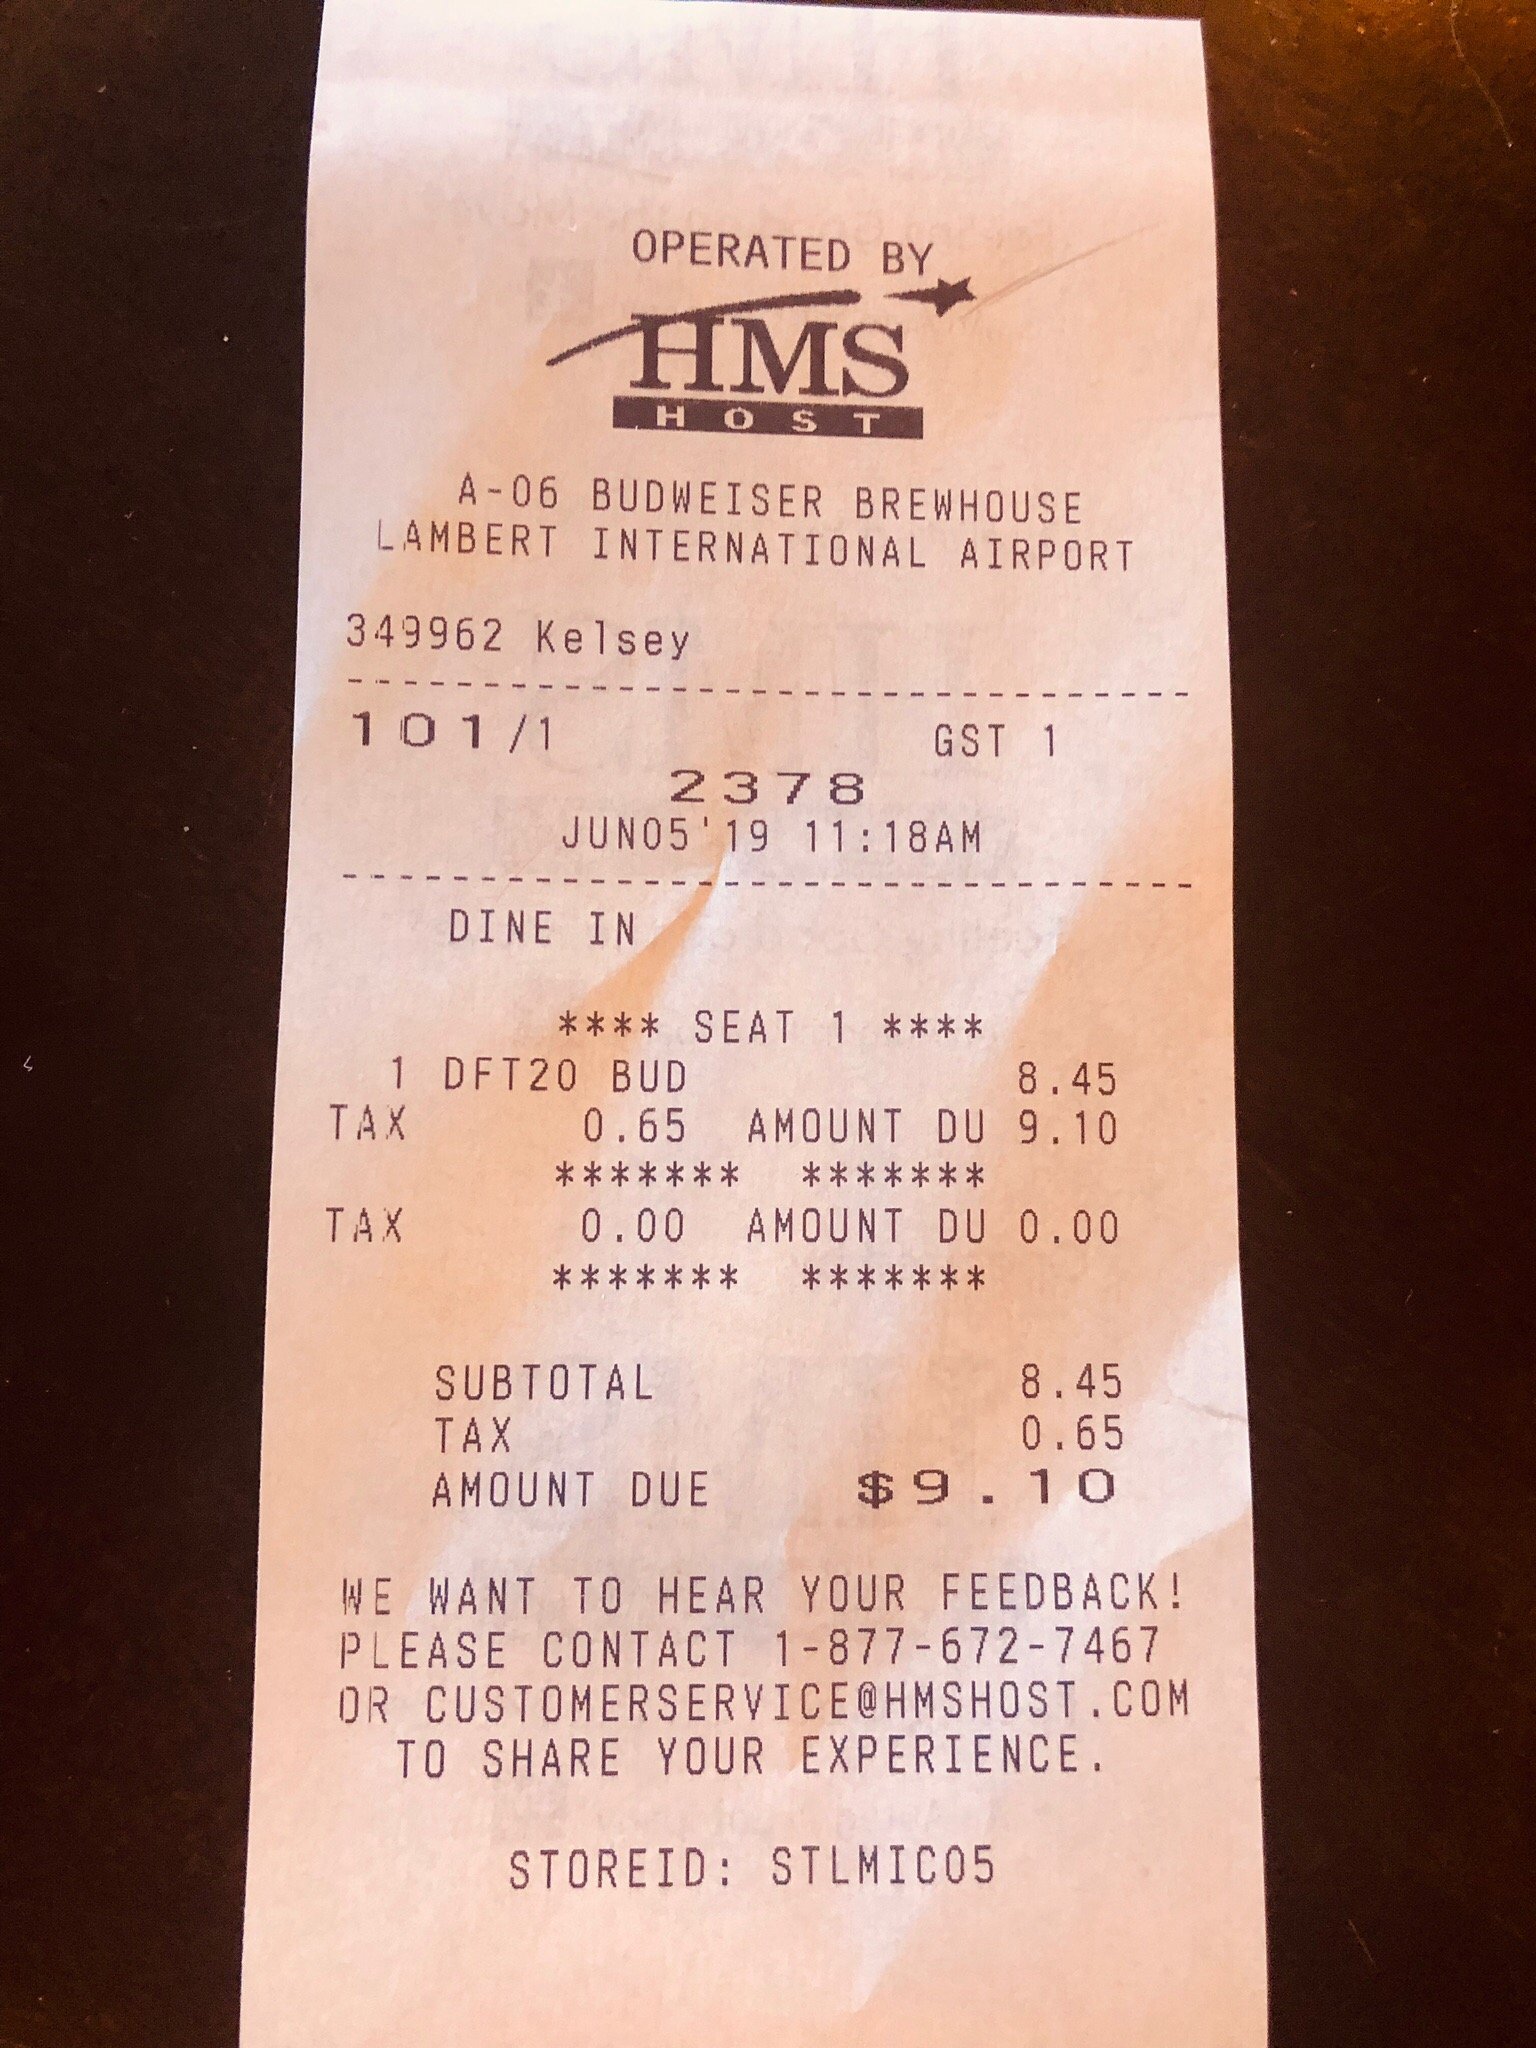 OPERATED BY
HMS
HOST
A-06 BUDWEISER BREWHOUSE
LAMBERT INTERNATIONAL AIRPORT
349962 Kelsey
--------------------------------
101/1 GST 1
2378
JUN05'19 11:18AM
--------------------------------
DINE IN
**** SEAT 1 ****
1 DFT20 BUD 8.45
TAX 0.65 AMOUNT DU 9.10
******* *******
TAX 0.00 AMOUNT DU 0.00
******* *******
SUBTOTAL 8.45
TAX 0.65
AMOUNT DUE $9.10
WE WANT TO HEAR YOUR FEEDBACK!
PLEASE CONTACT 1-877-672-7467
OR CUSTOMERSERVICE@HMSHOST.COM
TO SHARE YOUR EXPERIENCE.
STOREID: STLMIC05